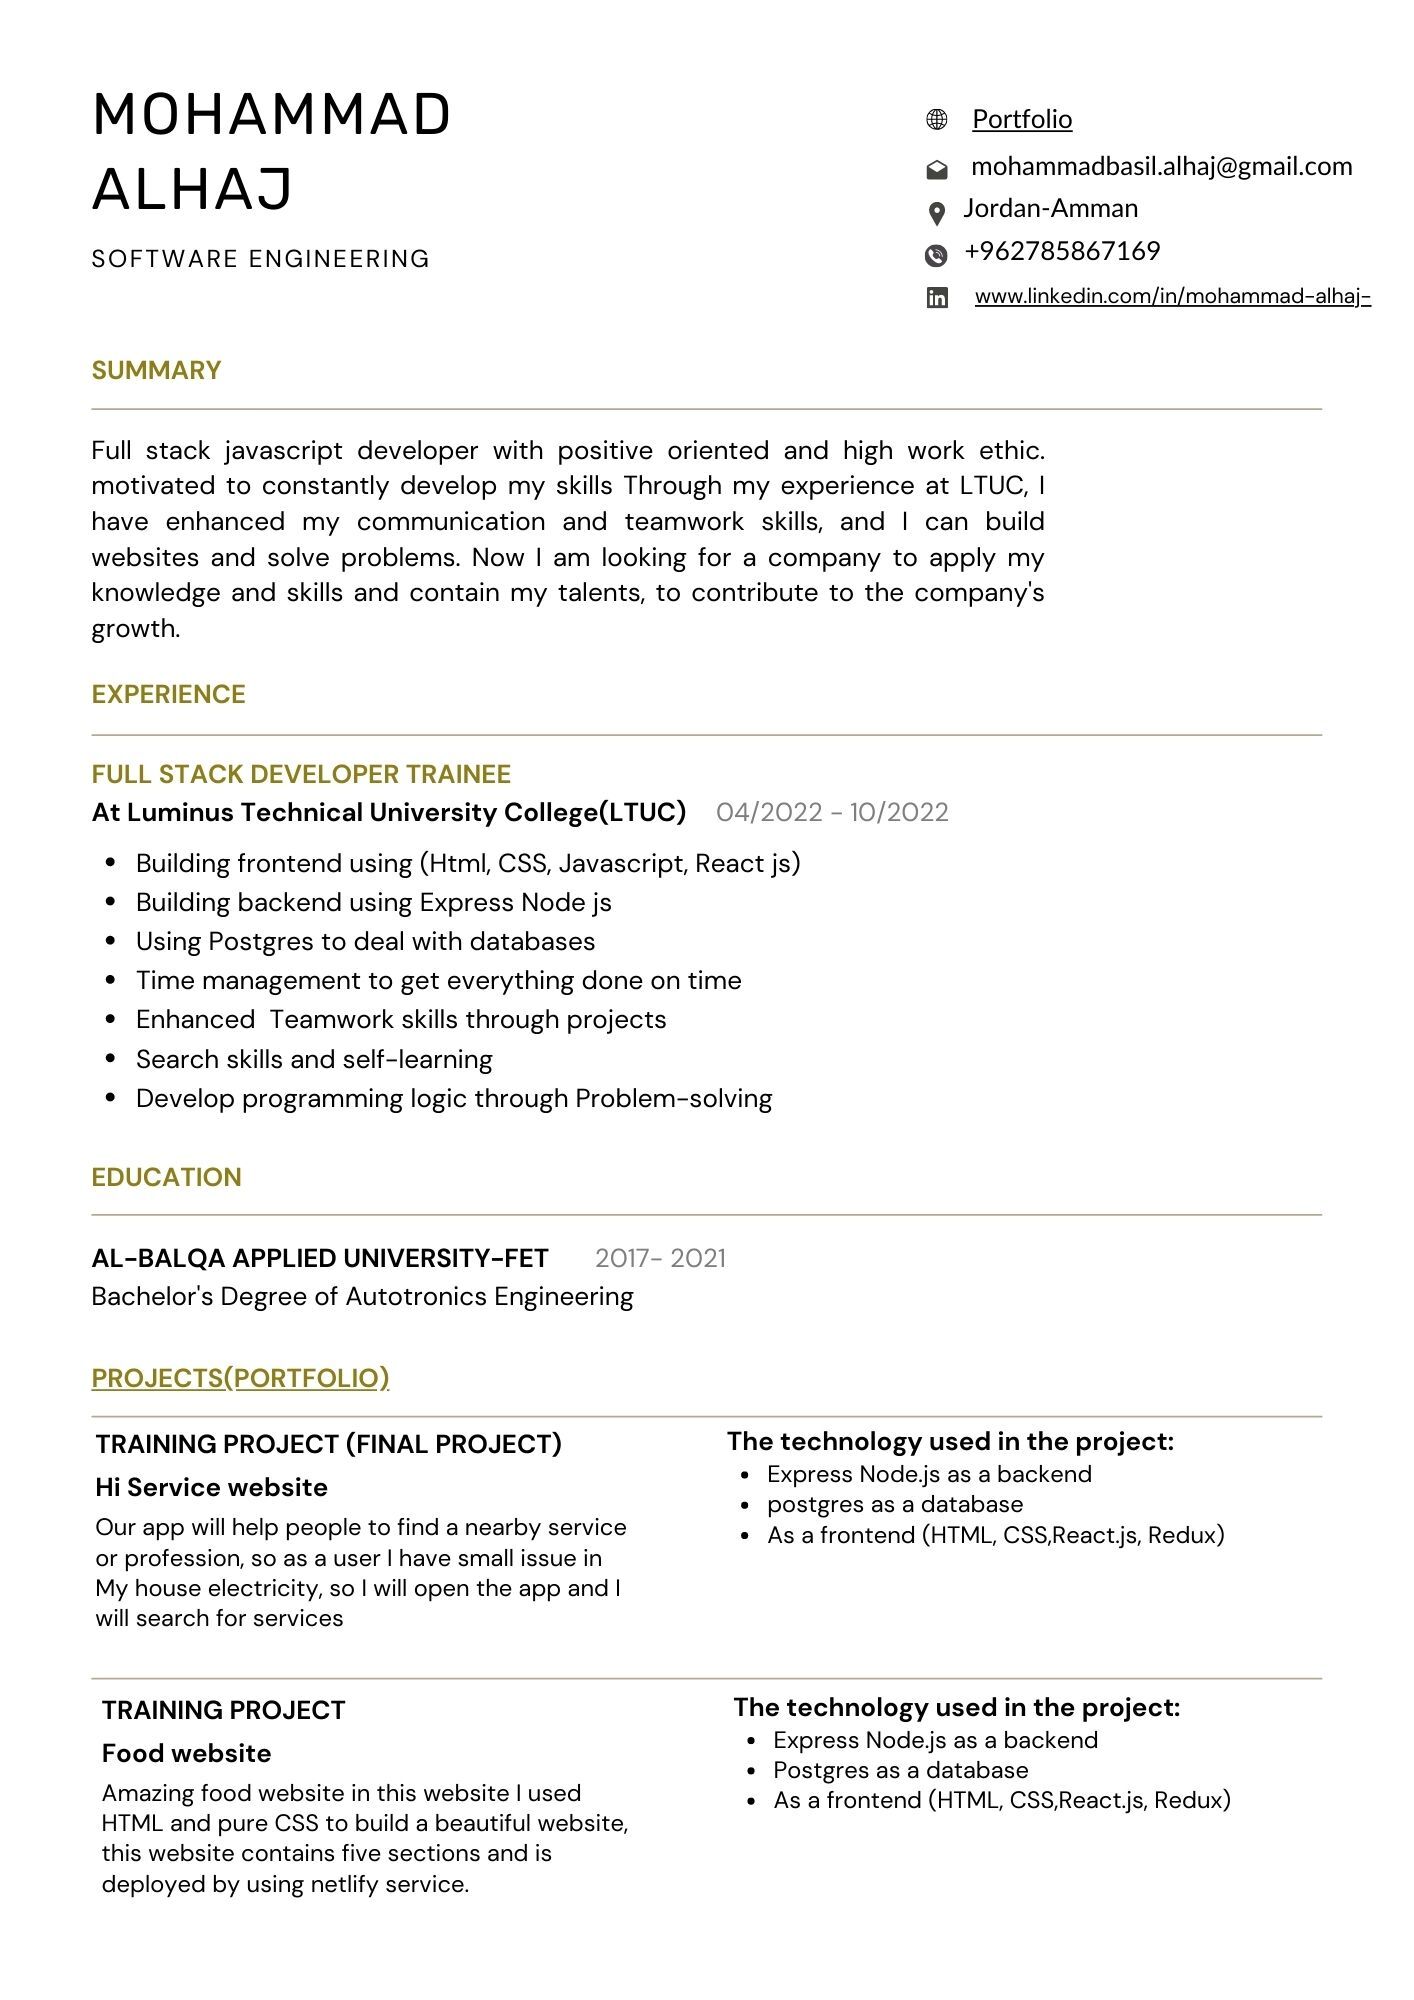 MOHAMMAD
ALHAJ
SOFTWARE ENGINEERING
Portfolio
mohammadbasil.alhaj@gmail.com
Jordan-Amman
+962785867169
www.linkedin.com/in/mohammad-alhaj-
SUMMARY
Full stack javascript developer with positive oriented and high work ethic.
motivated to constantly develop my skills Through my experience at LTUC, I
have enhanced my communication and teamwork skills, and I can build
websites and solve problems. Now I am looking for a company to apply my
knowledge and skills and contain my talents, to contribute to the company's
growth.
EXPERIENCE
FULL STACK DEVELOPER TRAINEE
At Luminus Technical University College(LTUC) 04/2022 - 10/2022
• Building frontend using (Html, CSS, Javascript, React js)
• Building backend using Express Node js
• Using Postgres to deal with databases
• Time management to get everything done on time
• Enhanced  Teamwork skills through projects
• Search skills and self-learning
• Develop programming logic through Problem-solving
EDUCATION
AL-BALQA APPLIED UNIVERSITY-FET 2017- 2021
Bachelor's Degree of Autotronics Engineering
PROJECTS(PORTFOLIO)
TRAINING PROJECT (FINAL PROJECT)
Hi Service website
Our app will help people to find a nearby service
or profession, so as a user I have small issue in
My house electricity, so I will open the app and I
will search for services
The technology used in the project:
• Express Node.js as a backend
• postgres as a database
• As a frontend (HTML, CSS,React.js, Redux)
TRAINING PROJECT
Food website
Amazing food website in this website I used
HTML and pure CSS to build a beautiful website,
this website contains five sections and is
deployed by using netlify service.
The technology used in the project:
• Express Node.js as a backend
• Postgres as a database
• As a frontend (HTML, CSS,React.js, Redux)